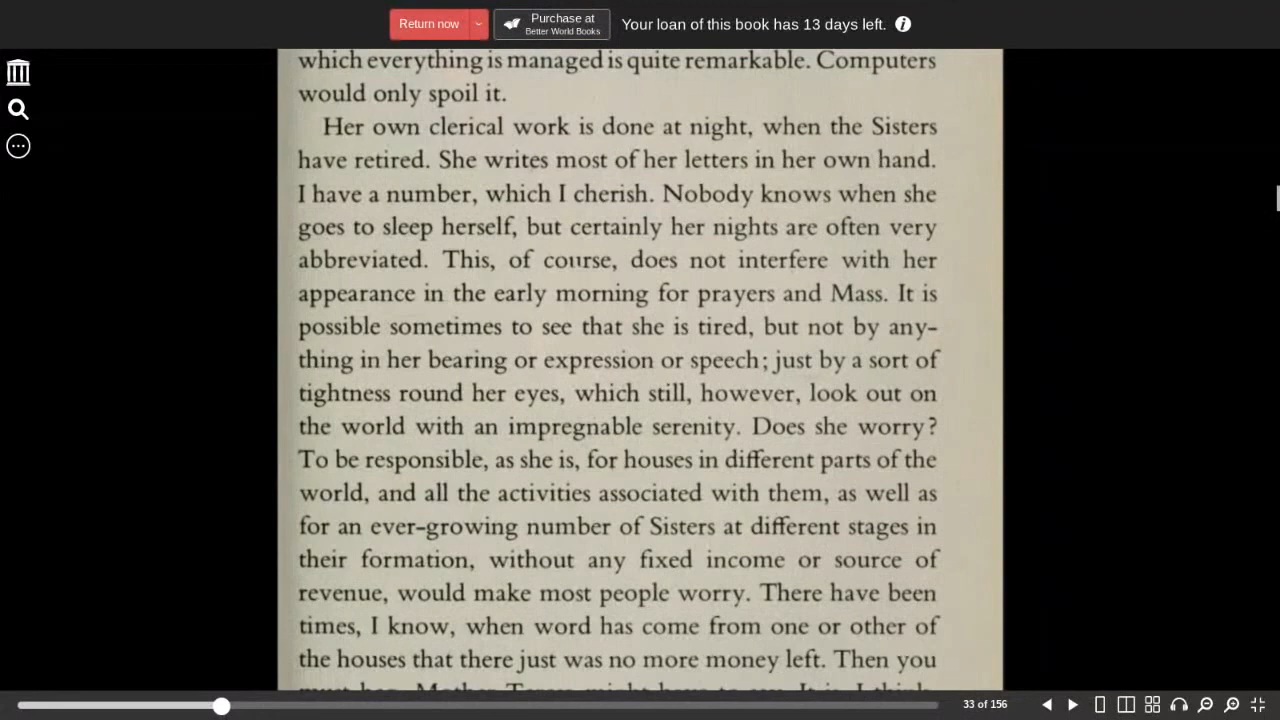 Return now
Purchase at
Better World Books
Your loan of this book has 13 days left.
which everything is managed is quite remarkable. Computers
would only spoil it.
Her own clerical work is done at night, when the Sisters
have retired. She writes most of her letters in her own hand.
I have a number, which I cherish. Nobody knows when she
goes to sleep herself, but certainly her nights are often very
abbreviated. This, of course, does not interfere with her
appearance in the early morning for prayers and Mass. It is
possible sometimes to see that she is tired, but not by any-
thing in her bearing or expression or speech; just by a sort of
tightness round her eyes, which still, however, look out on
the world with an impregnable serenity. Does she worry?
To be responsible, as she is, for houses in different parts of the
world, and all the activities associated with them, as well as
for an ever-growing number of Sisters at different stages in
their formation, without any fixed income or source of
revenue, would make most people worry. There have been
times, I know, when word has come from one or other of
the houses that there just was no more money left. Then you
must beg, Mother Teresa might have to say. It is, I think,
33 of 156